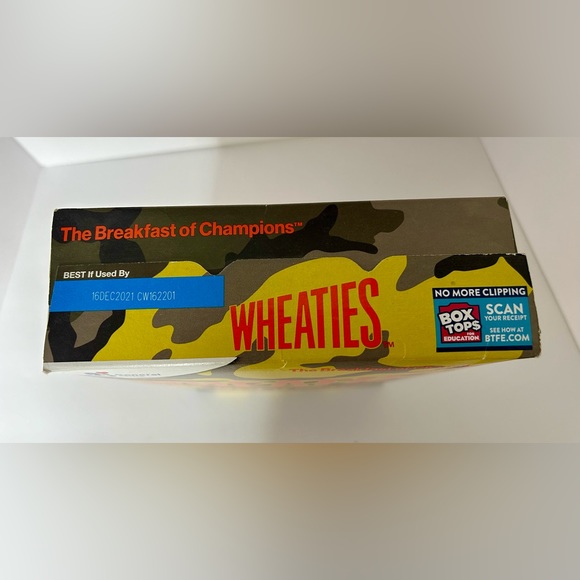 The Breakfast of Champions™
BEST If Used By
16DEC2021 CW162201
WHEATIES™
NO MORE CLIPPING
BOX
TOPS
FOR
EDUCATION
SCAN
YOUR RECEIPT
SEE HOW AT
BTFE.COM